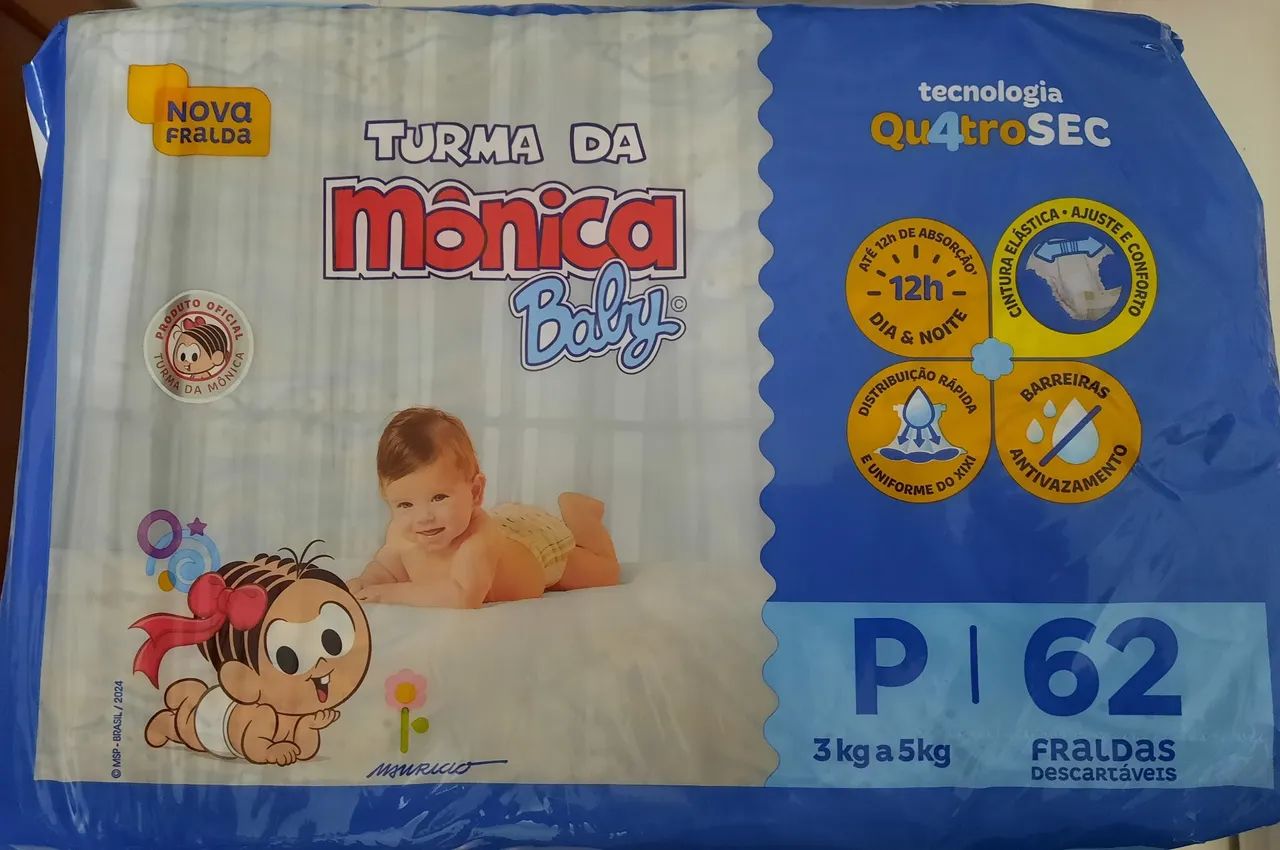 NOVA
FRALDA
TURMA DA
MÔNICA
Baby ©
PRODUTO OFICIAL
TURMA DA MÔNICA
© MSP - BRASIL / 2024
MAURICIO
tecnologia
Qu4troSEC
ATÉ 12h DE ABSORÇÃO*
12h
DIA & NOITE
CINTURA ELÁSTICA • AJUSTE E CONFORTO
DISTRIBUIÇÃO RÁPIDA
E UNIFORME DO XIXI
BARREIRAS
ANTIVAZAMENTO
P | 62
3kg a 5kg
FRALDAS
DESCARTÁVEIS